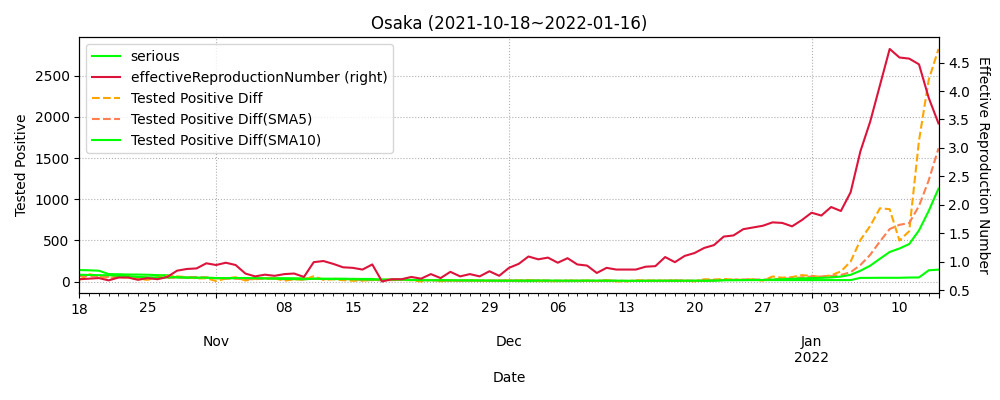 Osaka (2021-10-18~2022-01-16)
serious
effectiveReproductionNumber (right)
Tested Positive Diff
Tested Positive Diff(SMA5)
Tested Positive Diff(SMA10)
Tested Positive
2500
2000
1500
1000
500
0
4.5
4.0
3.5
3.0
2.5
2.0
1.5
1.0
0.5
Effective Reproduction Number
18 25 08 15 22 29 06 13 20 27 03 10
Nov Dec Jan
2022
Date